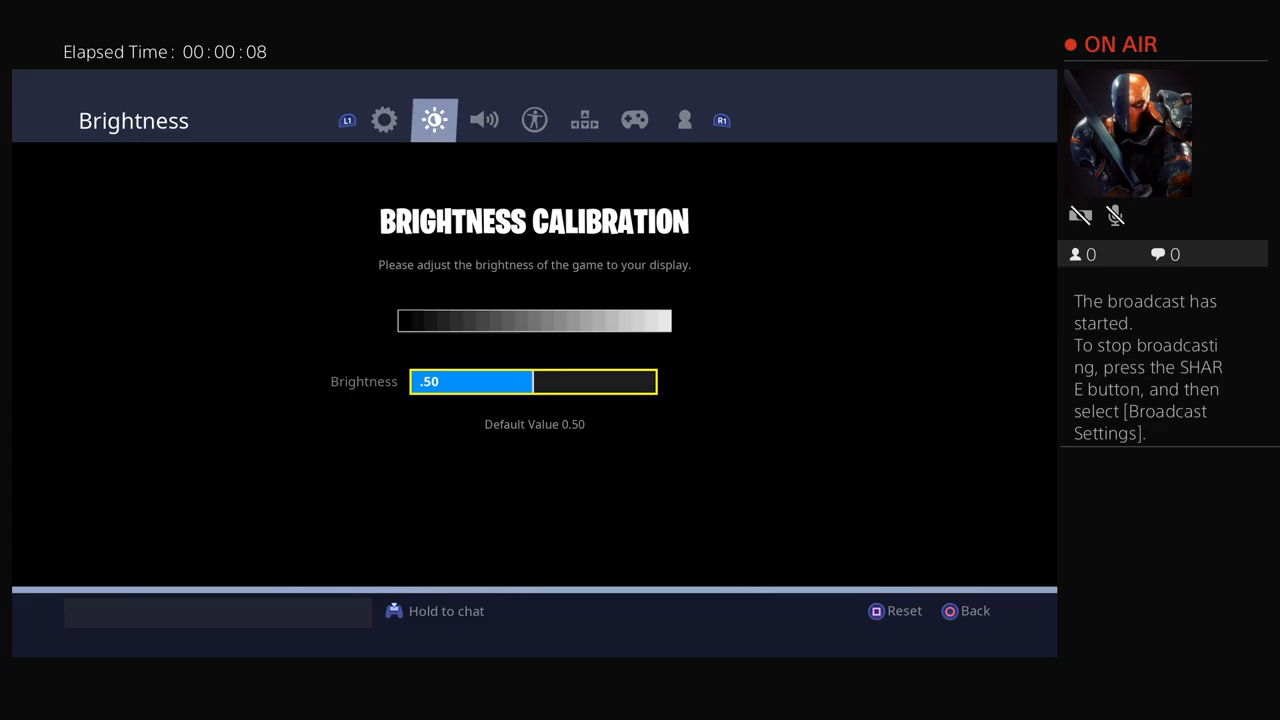 Elapsed Time: 00:00:08
ON AIR
Brightness
L1
R1
BRIGHTNESS CALIBRATION
Please adjust the brightness of the game to your display.
Brightness .50
Default Value 0.50
Hold to chat
Reset
Back
0
0
The broadcast has
started.
To stop broadcasti
ng, press the SHAR
E button, and then
select [Broadcast
Settings].